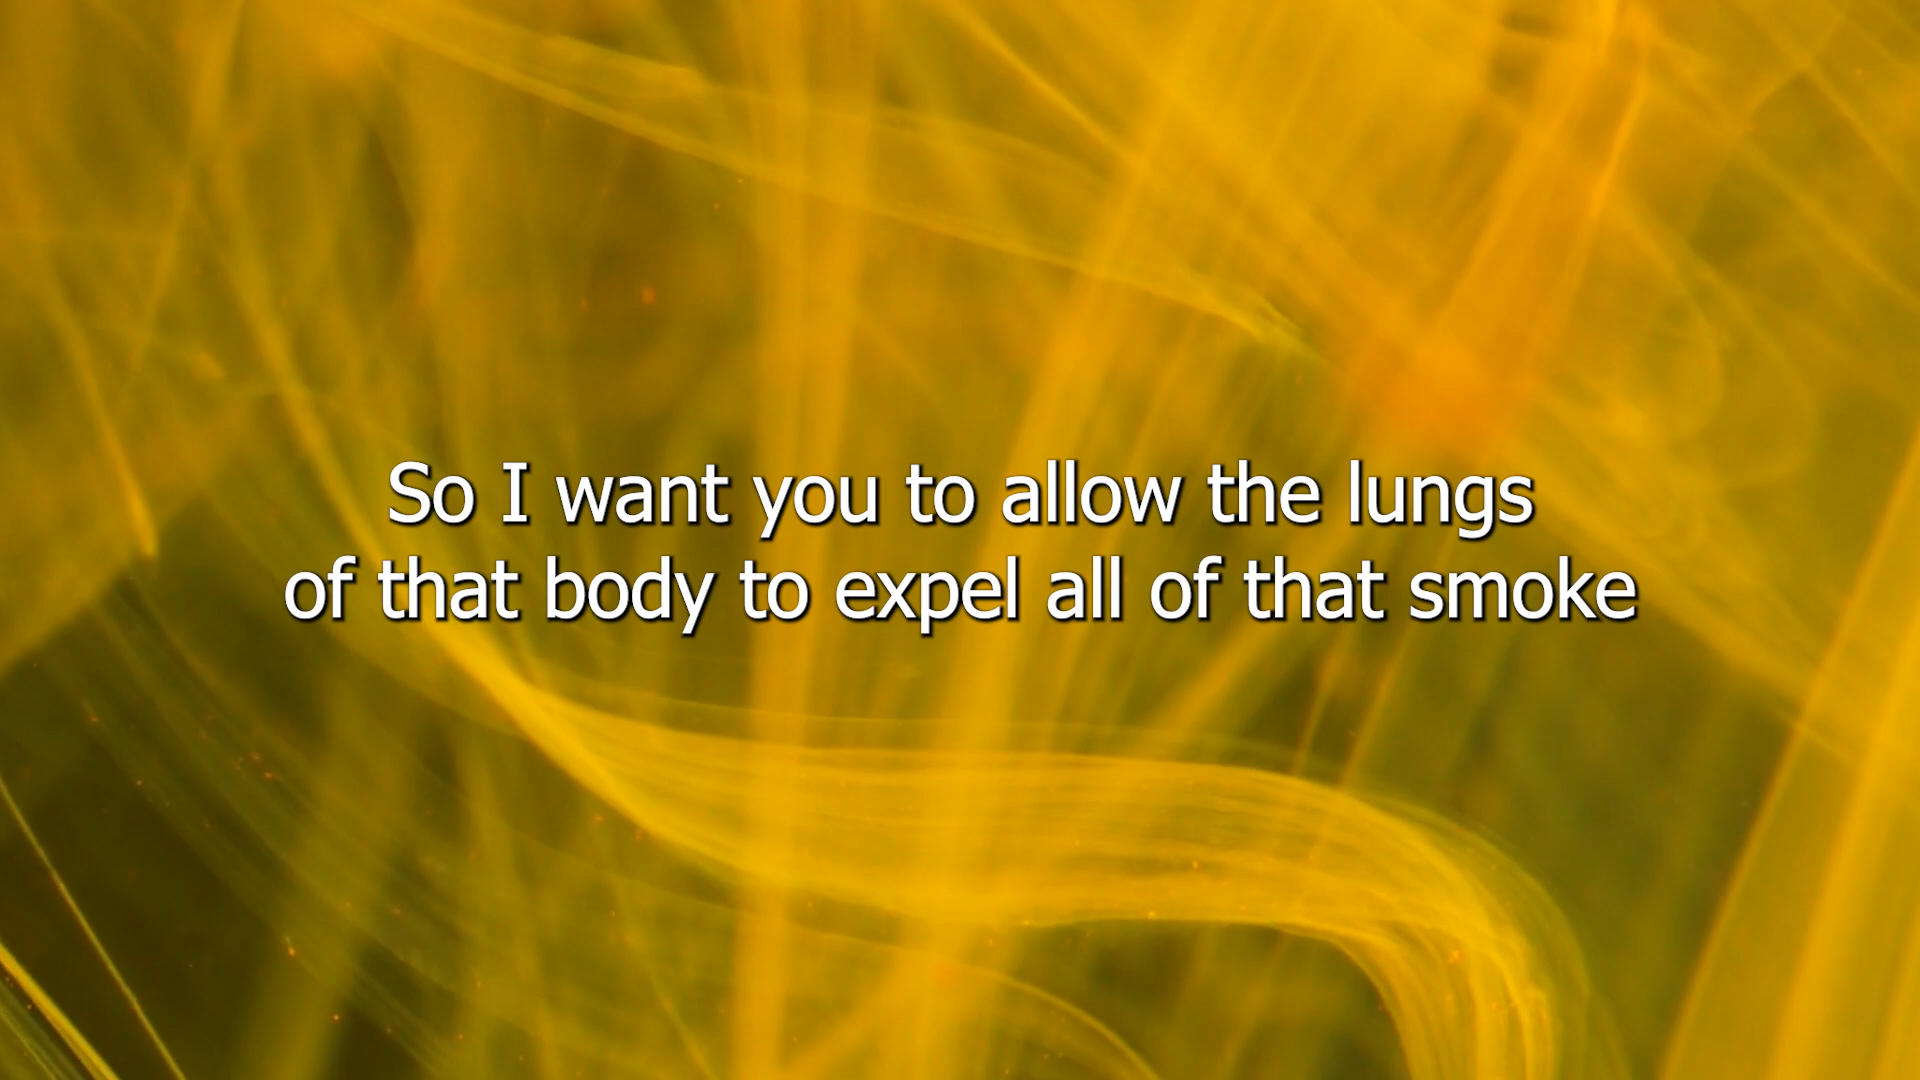 So I want you to allow the lungs
of that body to expel all of that smoke